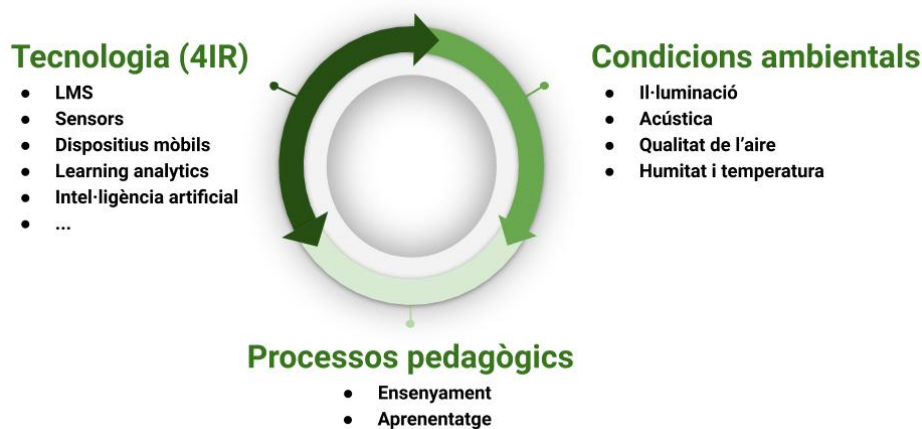 Tecnologia (4IR)
● LMS
● Sensors
● Dispositius mòbils
● Learning analytics
● Intel·ligència artificial
● ...
Condicions ambientals
● Il·luminació
● Acústica
● Qualitat de l’aire
● Humitat i temperatura
Processos pedagògics
● Ensenyament
● Aprenentatge